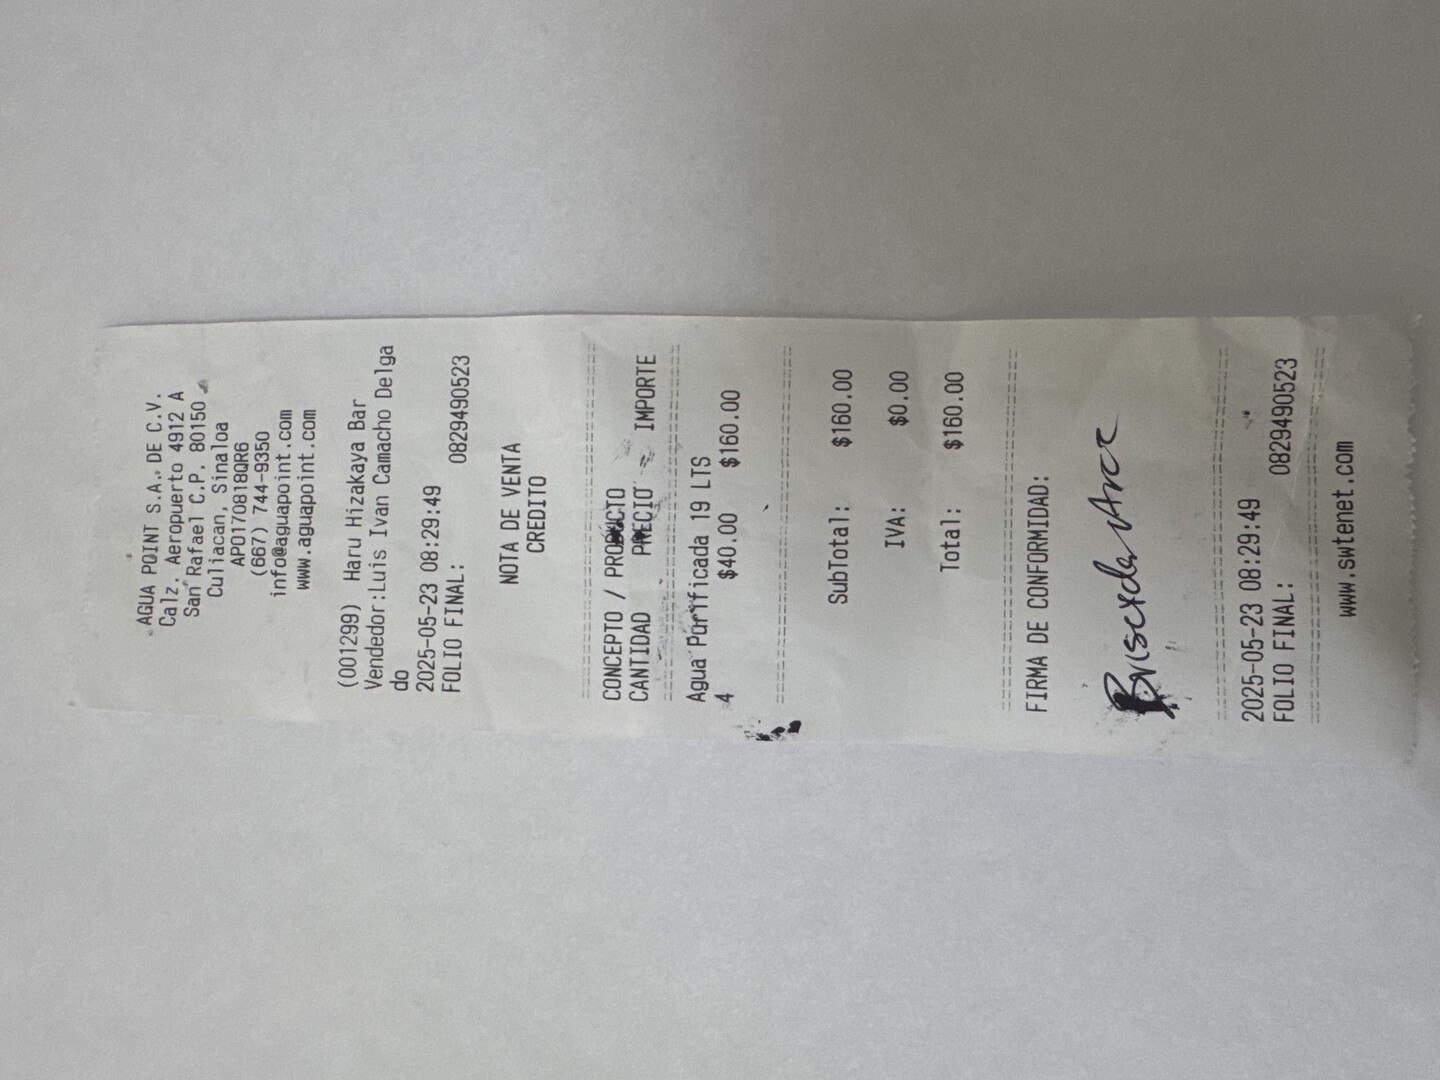 AGUA POINT S.A. DE C.V.
Calz. Aeropuerto 4912 A
San Rafael C.P. 80150
Culiacan, Sinaloa
APO170818QR6
(667) 744-9350
info@aguapoint.com
www.aguapoint.com
(001299) Haru Hizakaya Bar
Vendedor:Luis Ivan Camacho Delga
do
2025-05-23 08:29:49
FOLIO FINAL: 0829490523
NOTA DE VENTA
CREDITO
================================
CONCEPTO / PRODUCTO
CANTIDAD PRECIO IMPORTE
================================
Agua Purificada 19 LTS
4 $40.00 $160.00
================================
SubTotal: $160.00
IVA: $0.00
Total: $160.00
================================
FIRMA DE CONFORMIDAD:
================================
2025-05-23 08:29:49
FOLIO FINAL: 0829490523
================================
www.swtenet.com